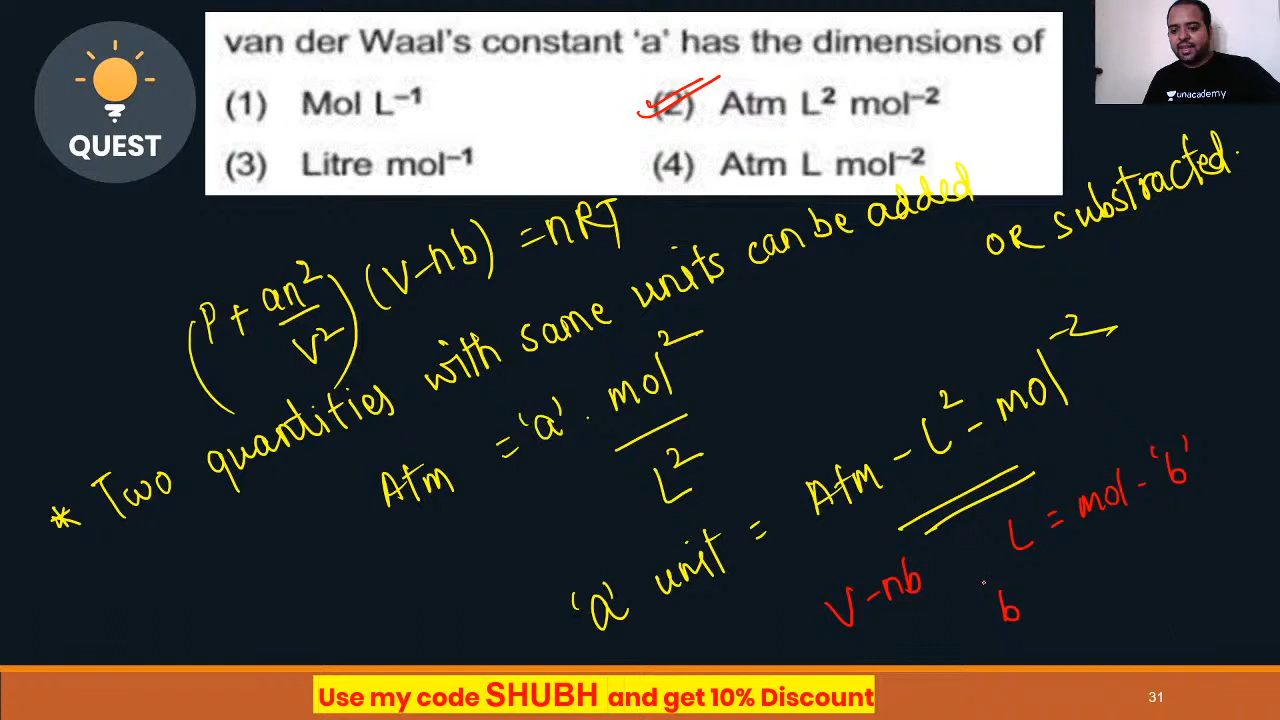 QUEST
van der Waal's constant 'a' has the dimensions of
(1) Mol L⁻¹
(2) Atm L² mol⁻²
(3) Litre mol⁻¹
(4) Atm L mol⁻²
unacademy
(P + an²/V²) (V-nb) = nRT
* Two quantities with same units can be added or substracted.
Atm = 'a' . mol²/L²
'a' unit = Atm - L² - mol⁻²
V-nb
L = mol - 'b'
b
Use my code SHUBH and get 10% Discount
31